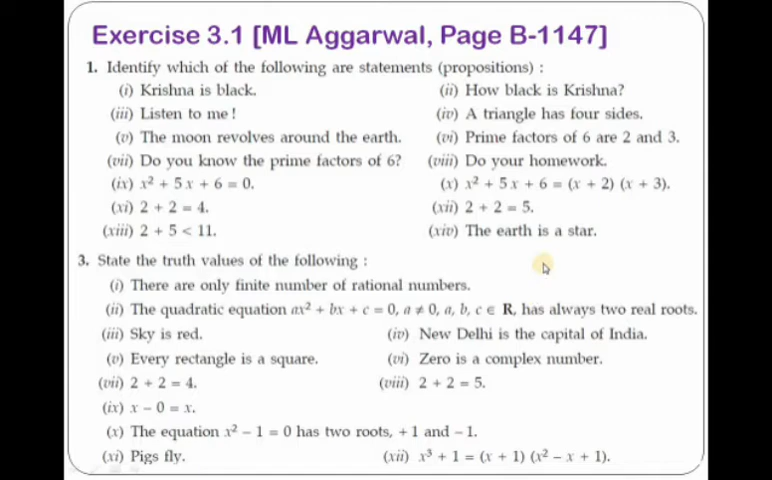 Exercise 3.1 [ML Aggarwal, Page B-1147]
1. Identify which of the following are statements (propositions) :
(i) Krishna is black. (ii) How black is Krishna?
(iii) Listen to me ! (iv) A triangle has four sides.
(v) The moon revolves around the earth. (vi) Prime factors of 6 are 2 and 3.
(vii) Do you know the prime factors of 6? (viii) Do your homework.
(ix) x² + 5x + 6 = 0. (x) x² + 5x + 6 = (x + 2) (x + 3).
(xi) 2 + 2 = 4. (xii) 2 + 2 = 5.
(xiii) 2 + 5 < 11. (xiv) The earth is a star.
3. State the truth values of the following :
(i) There are only finite number of rational numbers.
(ii) The quadratic equation ax² + bx + c = 0, a ≠ 0, a, b, c ∈ R, has always two real roots.
(iii) Sky is red. (iv) New Delhi is the capital of India.
(v) Every rectangle is a square. (vi) Zero is a complex number.
(vii) 2 + 2 = 4. (viii) 2 + 2 = 5.
(ix) x − 0 = x.
(x) The equation x² − 1 = 0 has two roots, + 1 and − 1.
(xi) Pigs fly. (xii) x³ + 1 = (x + 1) (x² − x + 1).